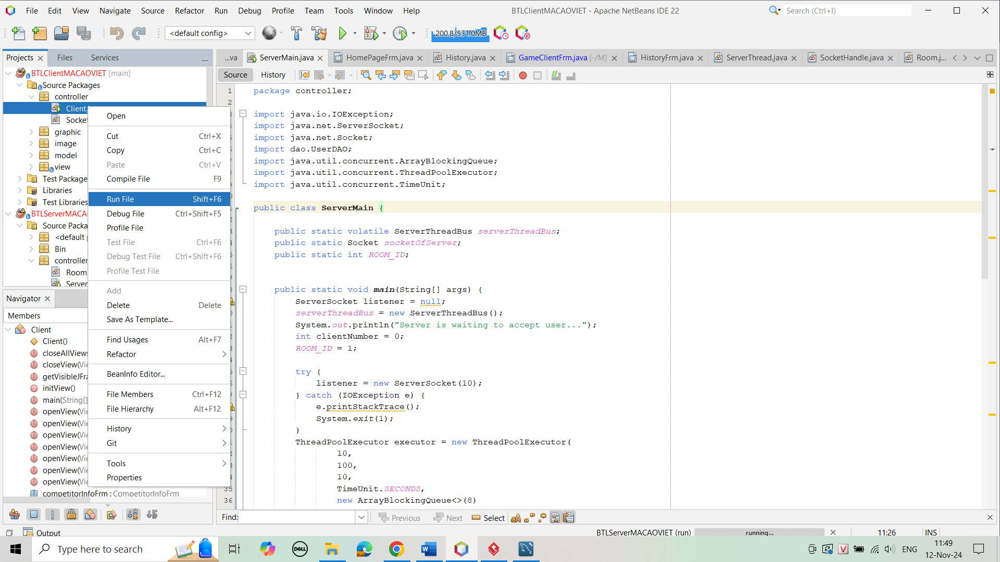 File Edit View Navigate Source Refactor Run Debug Profile Team Tools Window Help
BTLClientMACAOVIET - Apache NetBeans IDE 22
Search (Ctrl+I)
<default config>
200.8/531.0MB
Projects Files Services
...va ServerMain.java HomePageFrm.java History.java GameClientFrm.java [-/M] HistoryFrm.java ServerThread.java SocketHandle.java Room.j...
Source History
BTLClientMACAOVIET [main]
Source Packages
controller
Client.
Socke
graphic
image
model
view
Test Package
Libraries
Test Libraries
BTLServerMACA
Source Packa
<default
Bin
controller
Room
Server
Open
Cut Ctrl+X
Copy Ctrl+C
Paste Ctrl+V
Compile File F9
Run File Shift+F6
Debug File Ctrl+Shift+F5
Profile File
Test File Ctrl+F6
Debug Test File Ctrl+Shift+F6
Profile Test File
Add
Delete Delete
Save As Template...
Find Usages Alt+F7
Refactor
BeanInfo Editor...
File Members Ctrl+F12
File Hierarchy Alt+F12
History
Git
Tools
Properties
Navigator
Members
Client
Client()
closeAllViews
closeView(Vi
getVisibleJFra
initView()
main(String[]
openView(Vi
openView(Vi
openView(Vi
openView(Vi
openView(Vi
openView(Vi
openView(Vi
competitorInfoFrm : CompetitorInfoFrm
1 package controller;
2
import java.io.IOException;
import java.net.ServerSocket;
import java.net.Socket;
import dao.UserDAO;
import java.util.concurrent.ArrayBlockingQueue;
import java.util.concurrent.ThreadPoolExecutor;
import java.util.concurrent.TimeUnit;
public class ServerMain {
public static volatile ServerThreadBus serverThreadBus;
public static Socket socketOfServer;
public static int ROOM_ID;
public static void main(String[] args) {
ServerSocket listener = null;
serverThreadBus = new ServerThreadBus();
System.out.println("Server is waiting to accept user...");
int clientNumber = 0;
ROOM_ID = 1;
try {
listener = new ServerSocket(10);
} catch (IOException e) {
e.printStackTrace();
System.exit(1);
}
ThreadPoolExecutor executor = new ThreadPoolExecutor(
10,
100,
10,
35 TimeUnit.SECONDS,
36 new ArrayBlockingQueue<>(8)
Find: Previous Next Select
Output
BTLServerMACAOVIET (run) running... 11:26 INS
Type here to search
DELL
ENG
11:49
12-Nov-24